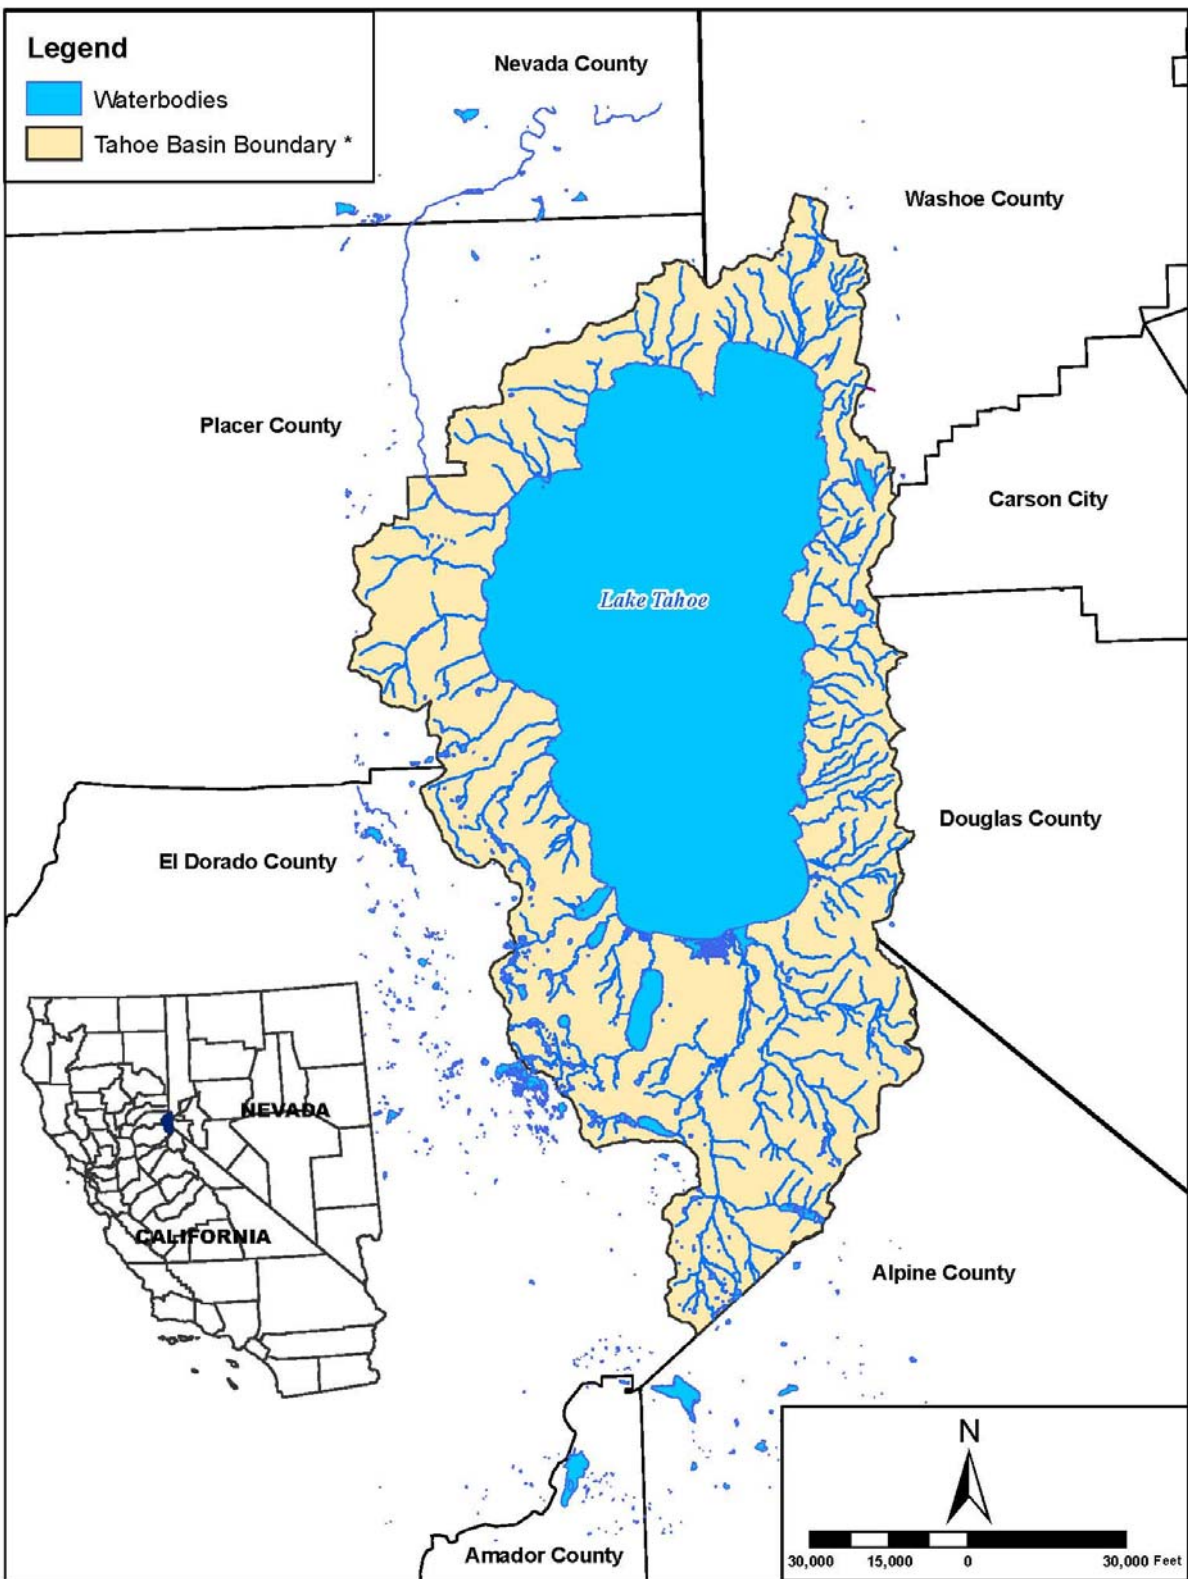 Legend
Waterbodies
Tahoe Basin Boundary *
Nevada County
Washoe County
Placer County
Carson City
Lake Tahoe
Douglas County
El Dorado County
NEVADA
CALIFORNIA
Alpine County
Amador County
N
30,000 15,000 0 30,000 Feet